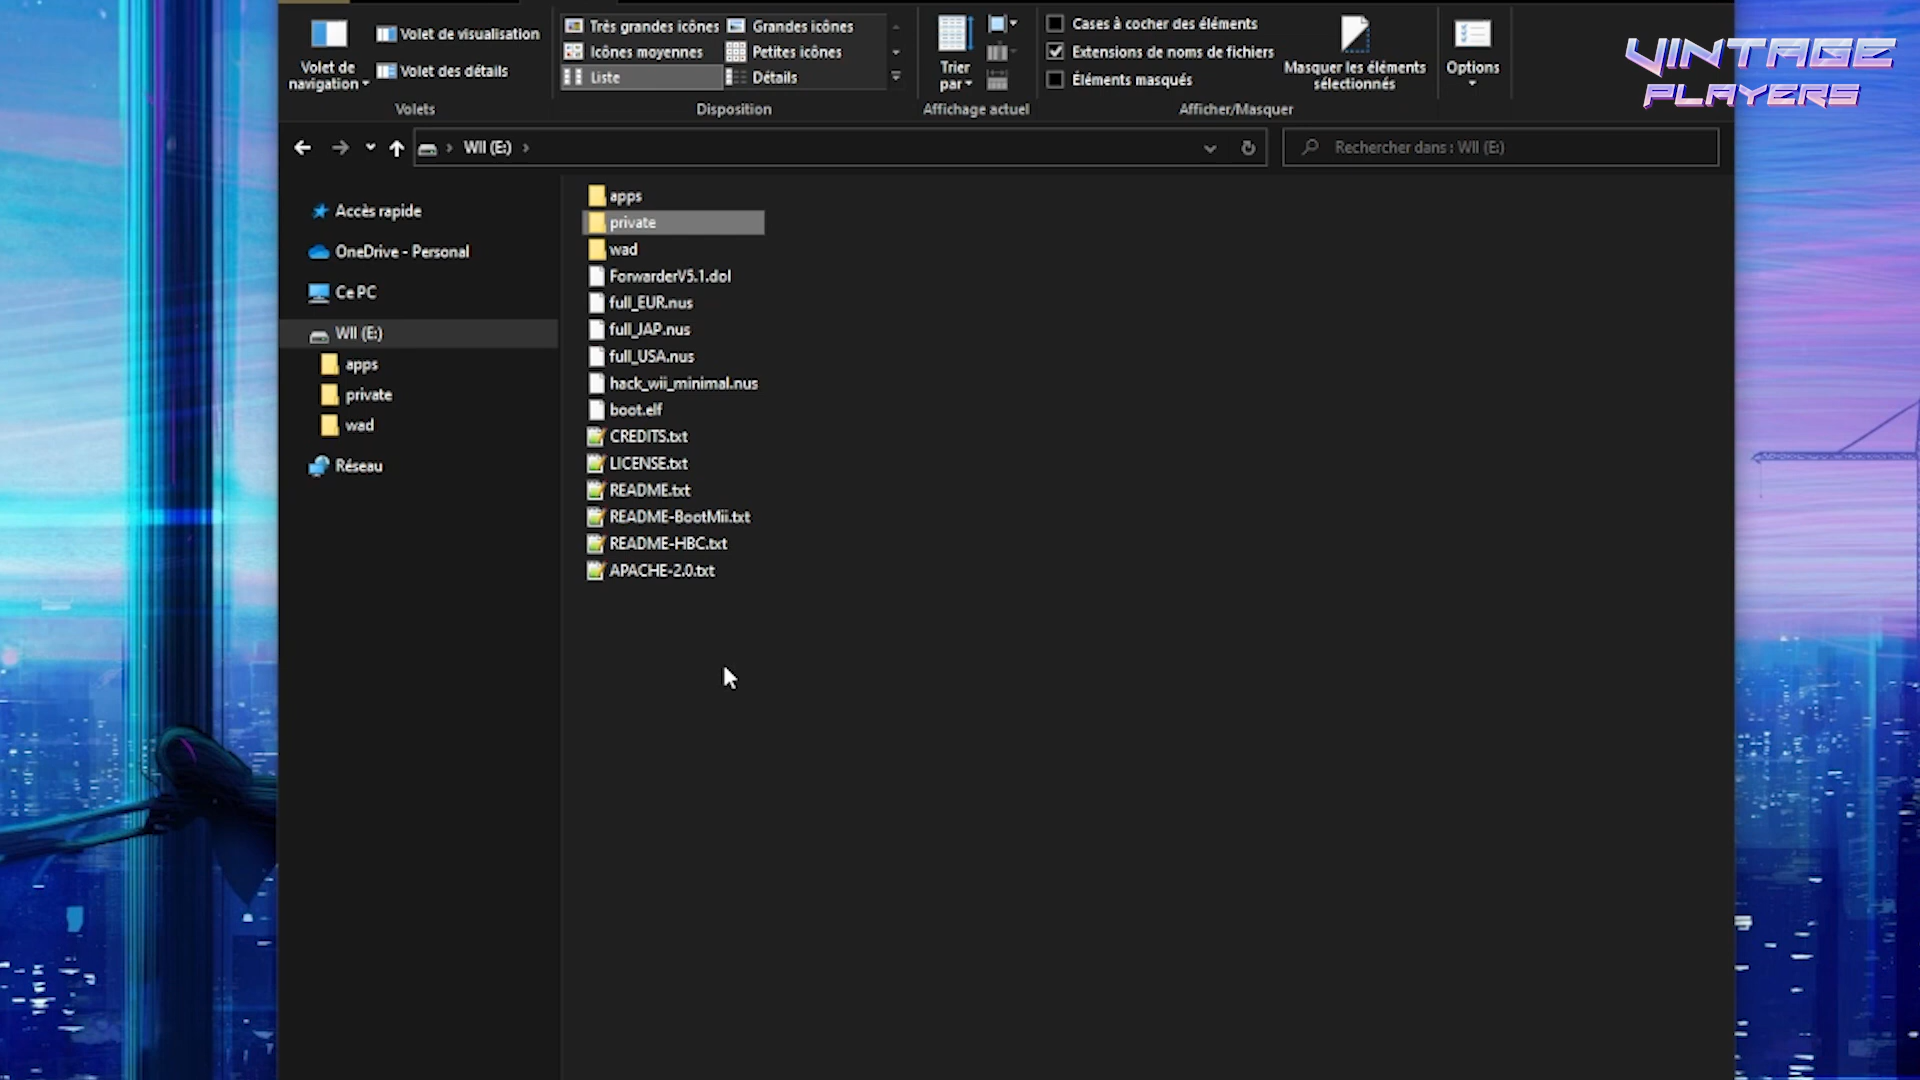 Volet de
navigation
Volet de visualisation
Volet des détails
Volets
Très grandes icônes
Grandes icônes
Icônes moyennes
Petites icônes
Liste
Détails
Disposition
Trier
par
Affichage actuel
Cases à cocher des éléments
Extensions de noms de fichiers
Éléments masqués
Masquer les éléments
sélectionnés
Afficher/Masquer
Options
VINTAGE
PLAYERS
WII (E:)
Rechercher dans : WII (E:)
Accès rapide
OneDrive - Personal
Ce PC
WII (E:)
apps
private
wad
Réseau
apps
private
wad
ForwarderV5.1.dol
full_EUR.nus
full_JAP.nus
full_USA.nus
hack_wii_minimal.nus
boot.elf
CREDITS.txt
LICENSE.txt
README.txt
README-BootMii.txt
README-HBC.txt
APACHE-2.0.txt